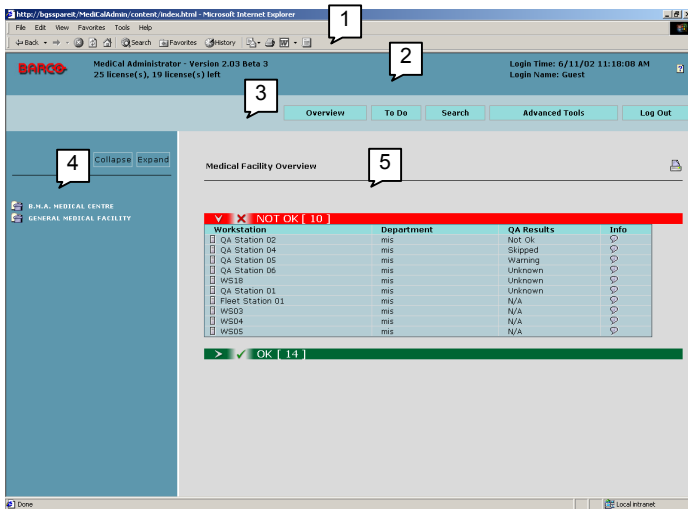 http://bgsspareit/MediCalAdmin/content/index.html - Microsoft Internet Explorer
File Edit View Favorites Tools Help
Back Search Favorites History
1
BARCO
MediCal Administrator - Version 2.03 Beta 3
25 license(s), 19 license(s) left
2
Login Time: 6/11/02 11:18:08 AM
Login Name: Guest
3
Overview To Do Search Advanced Tools Log Out
4
Collapse Expand
Medical Facility Overview
5
B.M.A. MEDICAL CENTRE
GENERAL MEDICAL FACILITY
NOT OK [ 10 ]
Workstation Department QA Results Info
QA Station 02 mis Not Ok
QA Station 04 mis Skipped
QA Station 05 mis Warning
QA Station 06 mis Unknown
WS18 mis Unknown
QA Station 01 mis Unknown
Fleet Station 01 mis N/A
WS03 mis N/A
WS04 mis N/A
WS05 mis N/A
OK [ 14 ]
Done
Local intranet